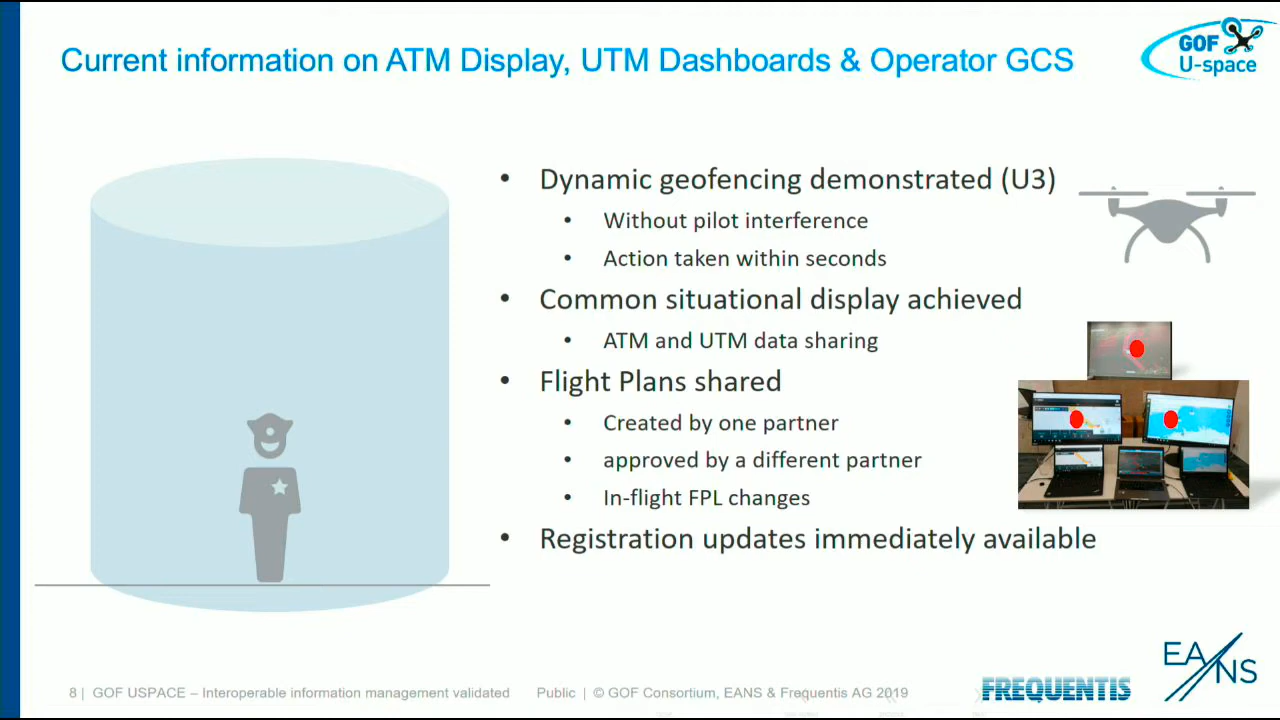 Current information on ATM Display, UTM Dashboards & Operator GCS
GOF
U-space
• Dynamic geofencing demonstrated (U3)
• Without pilot interference
• Action taken within seconds
• Common situational display achieved
• ATM and UTM data sharing
• Flight Plans shared
• Created by one partner
• approved by a different partner
• In-flight FPL changes
• Registration updates immediately available
8 | GOF USPACE – Interoperable management validated Public | © GOF Consortium, EANS & Frequentis AG 2019
FREQUENTIS
EANS